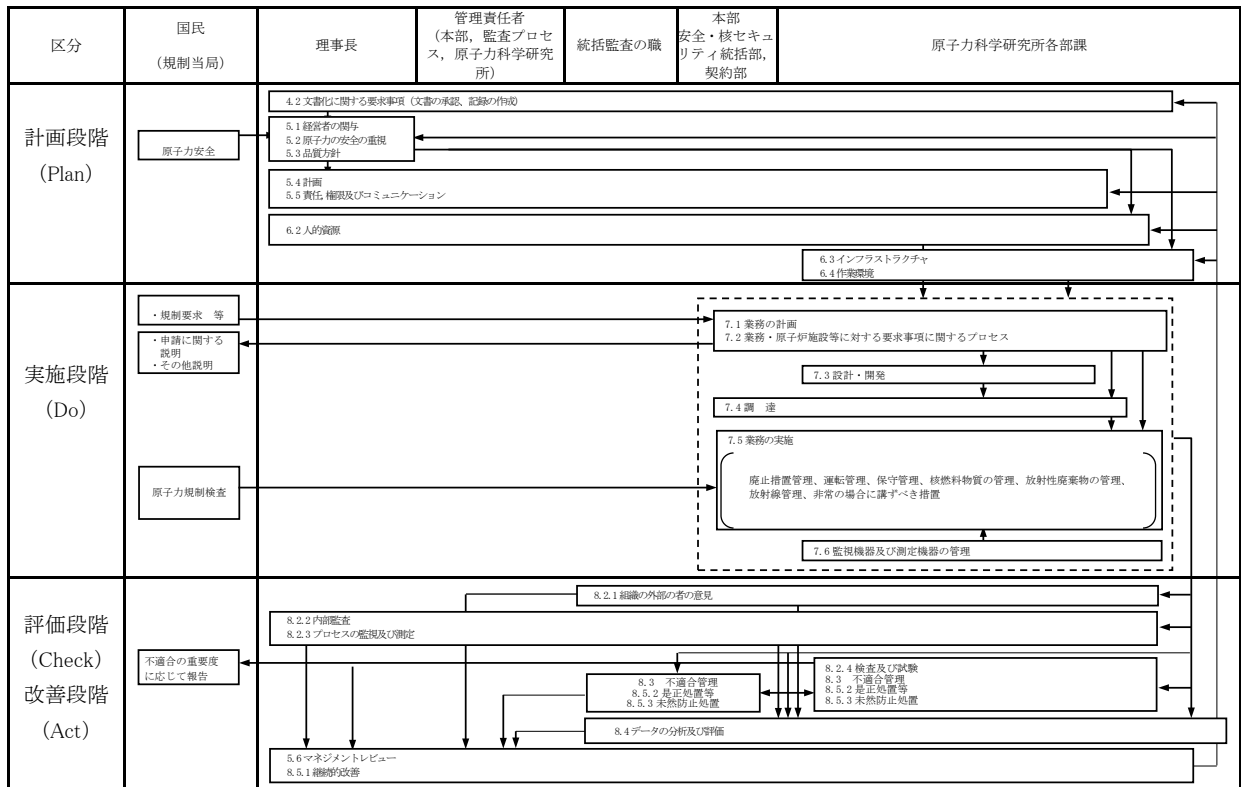 区分
国民
（規制当局）
理事長
管理責任者
（本部，監査プロセ
ス，原子力科学研究
所）
統括監査の職
本部
安全・核セキュ
リティ統括部，
契約部
原子力科学研究所各部課
計画段階
（Plan）
原子力安全
4.2 文書化に関する要求事項（文書の承認、記録の作成）
5.1 経営者の関与
5.2 原子力の安全の重視
5.3 品質方針
5.4 計画
5.5 責任,権限及びコミュニケーション
6.2 人的資源
6.3 インフラストラクチャ
6.4 作業環境
実施段階
（Do）
・規制要求　等
・申請に関する
説明
・その他説明
原子力規制検査
7.1 業務の計画
7.2 業務・原子炉施設等に対する要求事項に関するプロセス
7.3 設計・開発
7.4 調　達
7.5 業務の実施
廃止措置管理、運転管理、保守管理、核燃料物質の管理、放射性廃棄物の管理、
放射線管理、非常の場合に講ずべき措置
7.6 監視機器及び測定機器の管理
評価段階
（Check）
改善段階
（Act）
不適合の重要度
に応じて報告
8.2.1 組織の外部の者の意見
8.2.2 内部監査
8.2.3 プロセスの監視及び測定
8.3　不適合管理
8.5.2 是正処置等
8.5.3 未然防止処置
8.2.4 検査及び試験
8.3　不適合管理
8.5.2 是正処置等
8.5.3 未然防止処置
8.4 データの分析及び評価
5.6 マネジメントレビュー
8.5.1 継続的改善